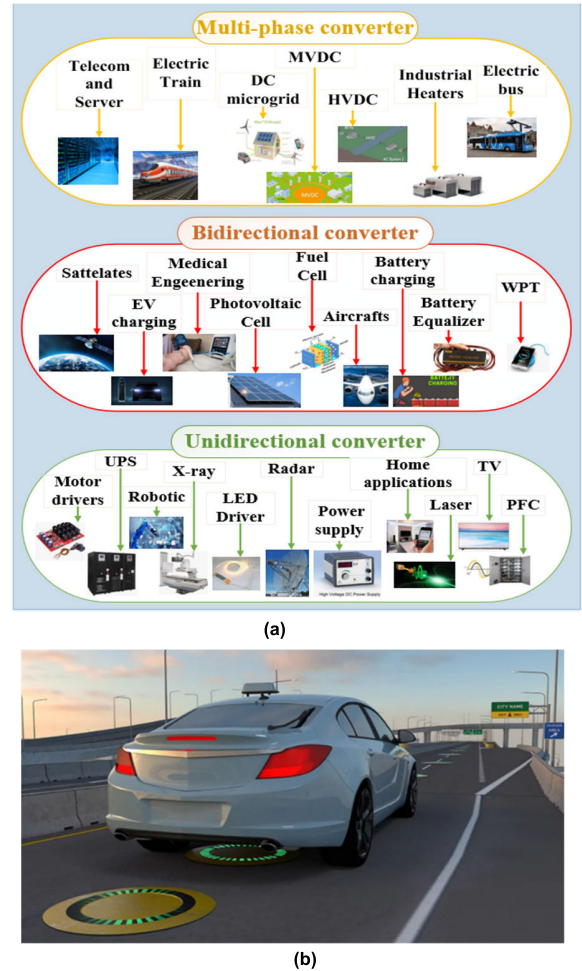 Multi-phase converter
Telecom
and
Server
Electric
Train
DC
microgrid
MVDC
HVDC
Industrial
Heaters
Electric
bus
MVDC
Bidirectional converter
Sattelates
EV
charging
Medical
Engeenering
Photovoltaic
Cell
Fuel
Cell
Aircrafts
Battery
charging
Battery
Equalizer
WPT
BATTERY
CHARGING
Unidirectional converter
Motor
drivers
UPS
Robotic
X-ray
LED
Driver
Radar
Power
supply
Home
applications
Laser
TV
PFC
High Voltage DC Power Supply
(a)
CITY NAME
(b)